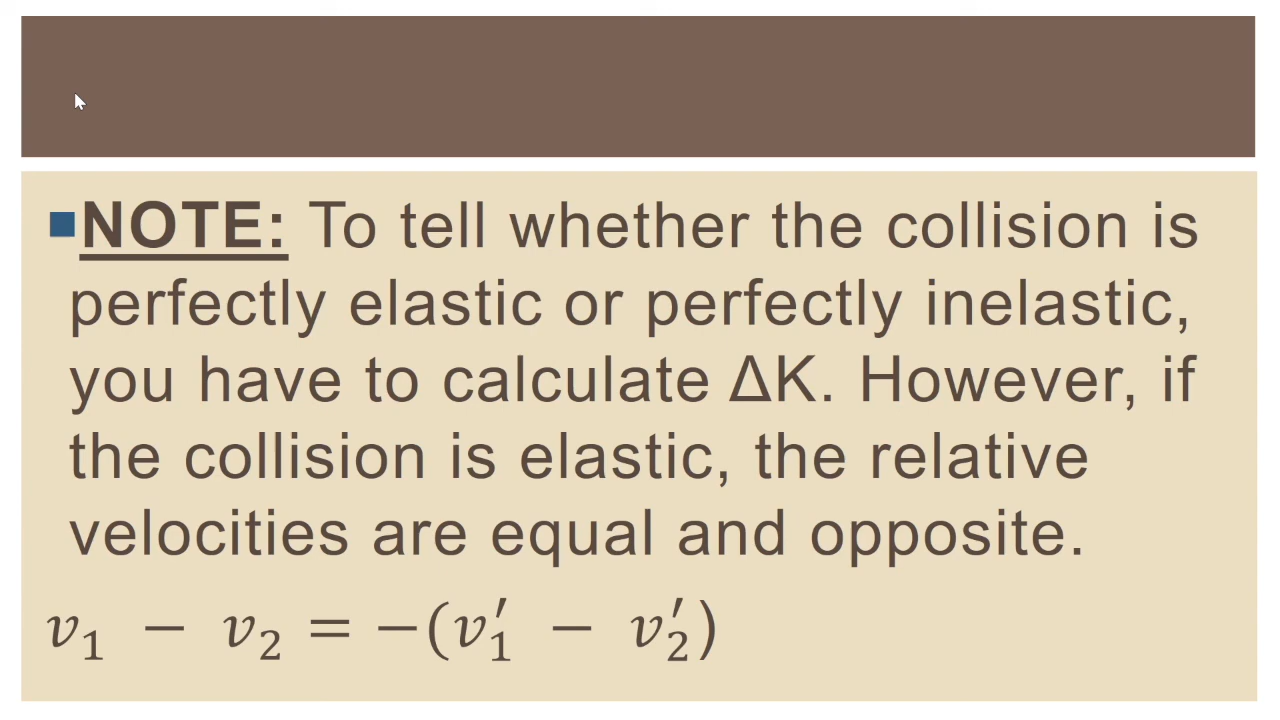 ▪NOTE: To tell whether the collision is
perfectly elastic or perfectly inelastic,
you have to calculate ΔK. However, if
the collision is elastic, the relative
velocities are equal and opposite.
v₁ − v₂ = −(v₁′ − v₂′)